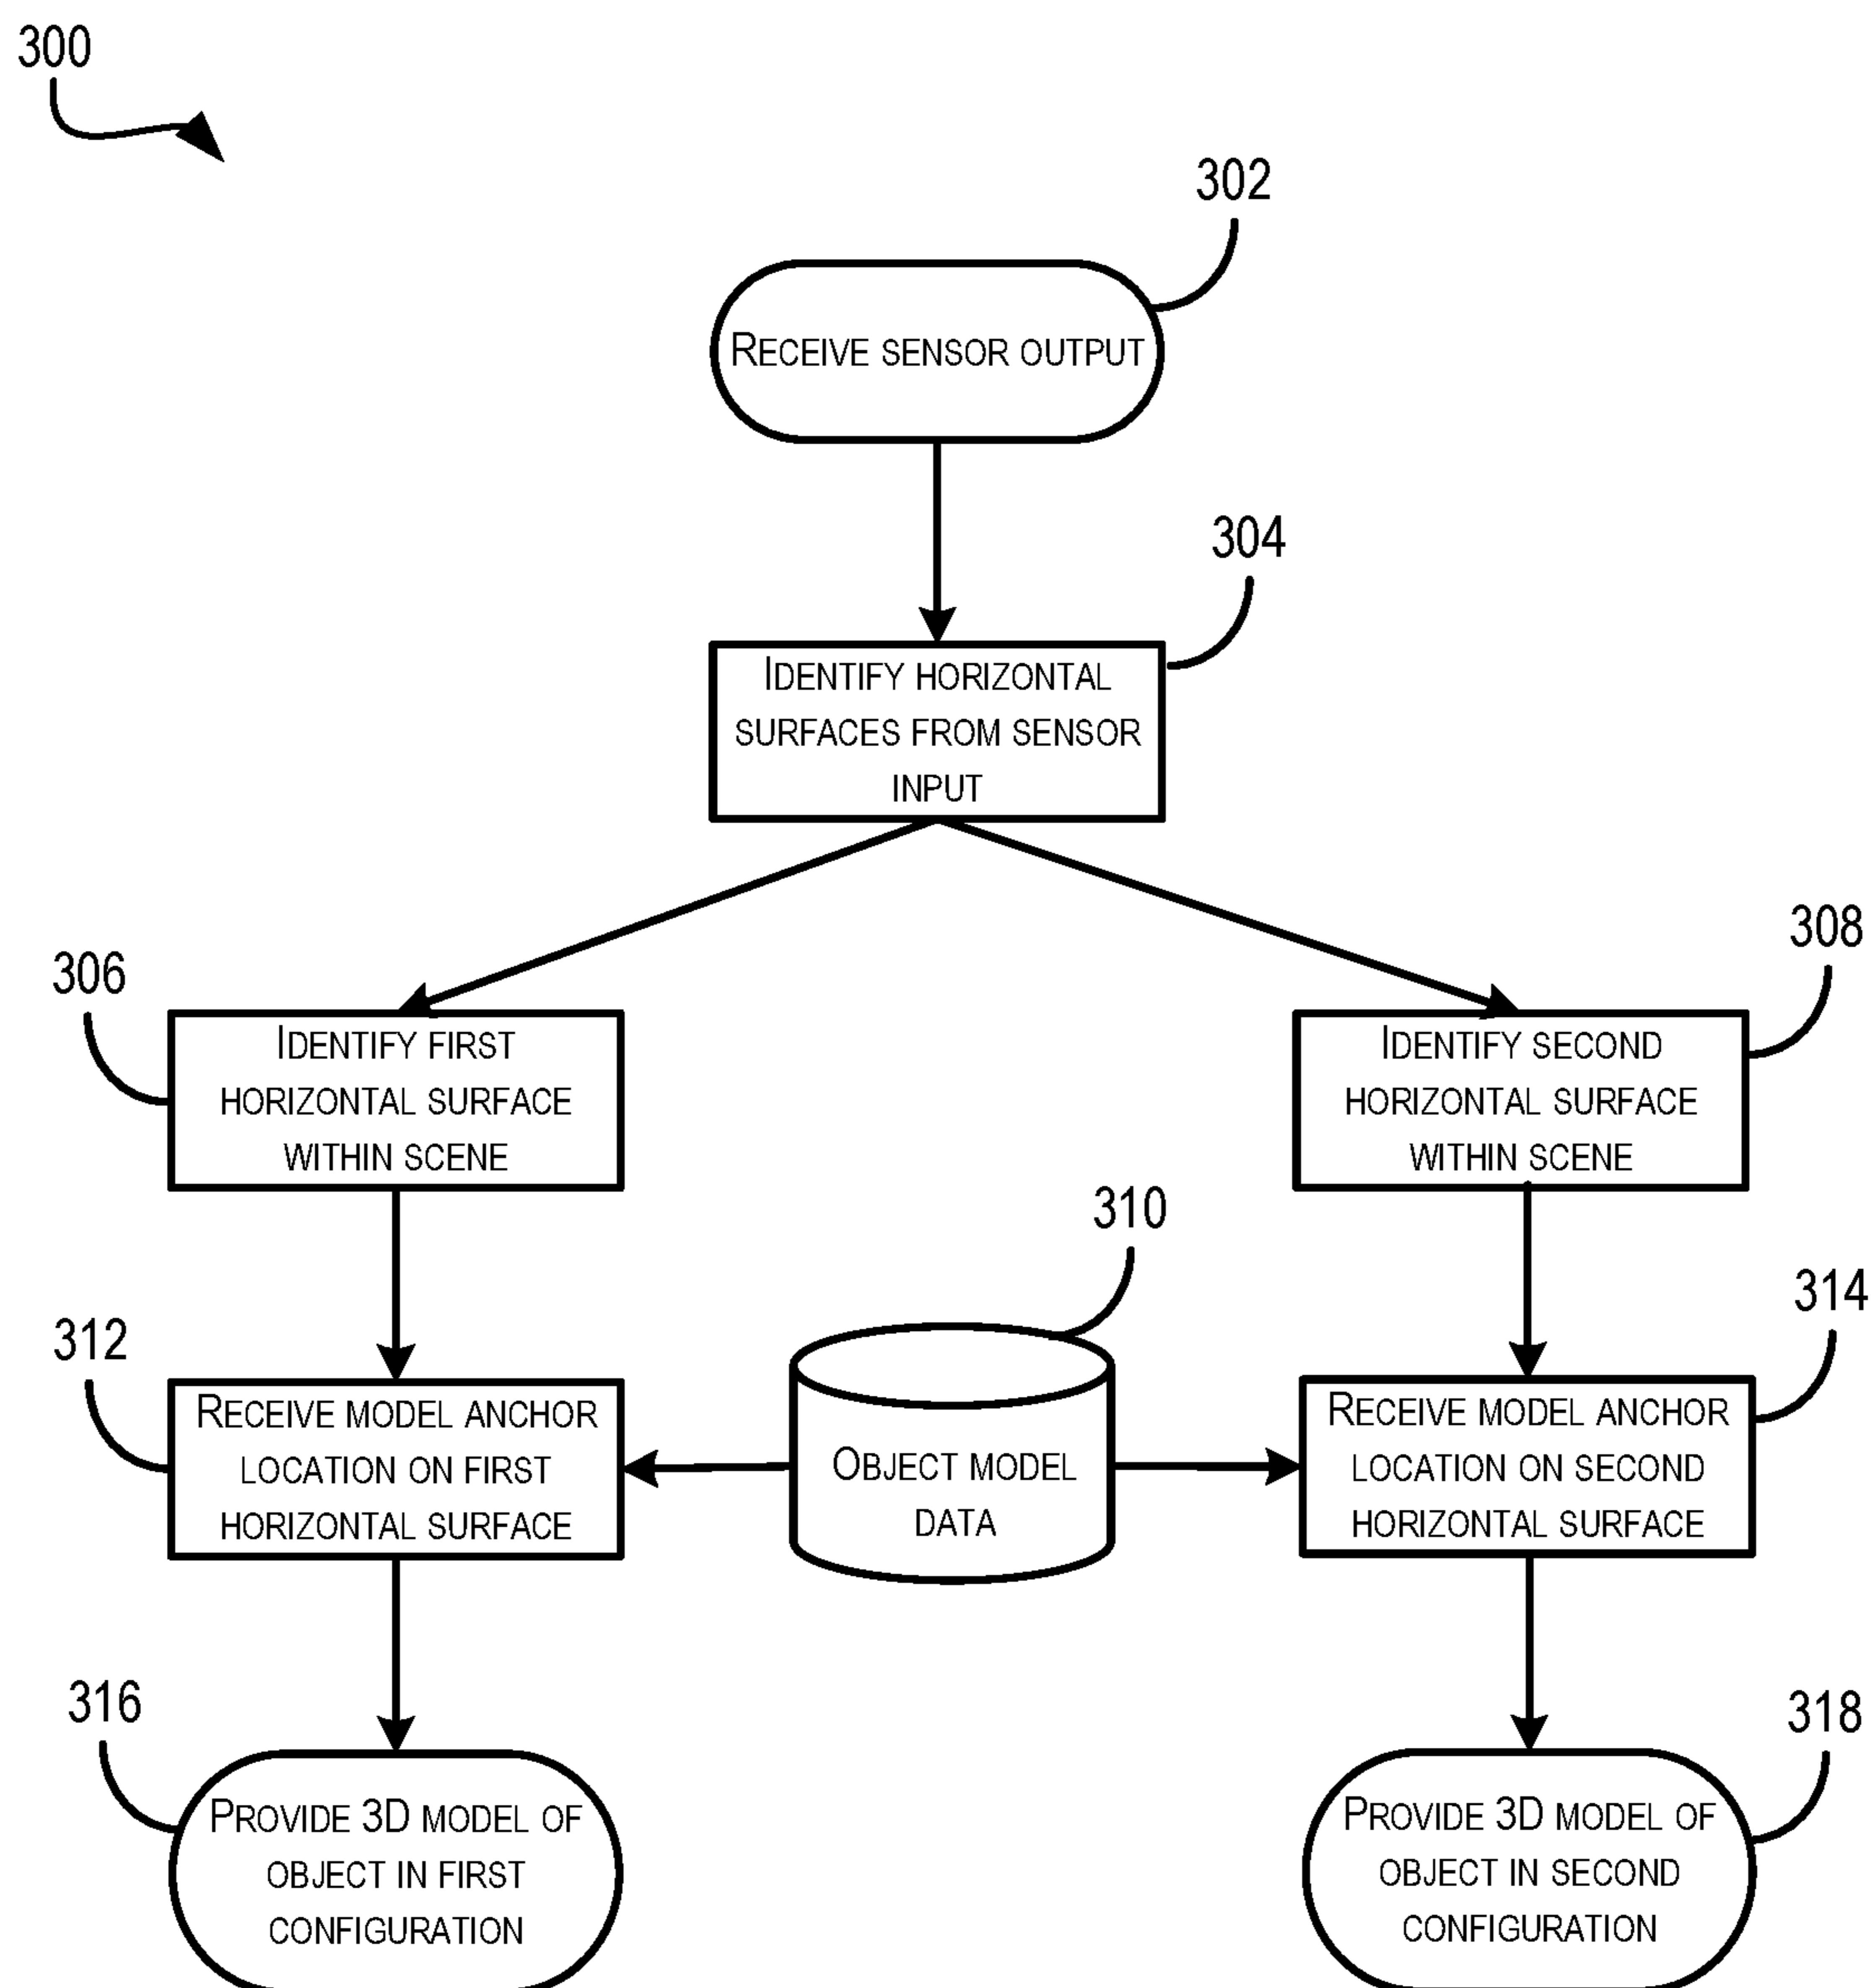 300
302
Receive sensor output
304
Identify horizontal
surfaces from sensor
input
306
308
Identify first
horizontal surface
within scene
Identify second
horizontal surface
within scene
310
312
314
Receive model anchor
location on first
horizontal surface
Object model
data
Receive model anchor
location on second
horizontal surface
316
318
Provide 3D model of
object in first
configuration
Provide 3D model of
object in second
configuration